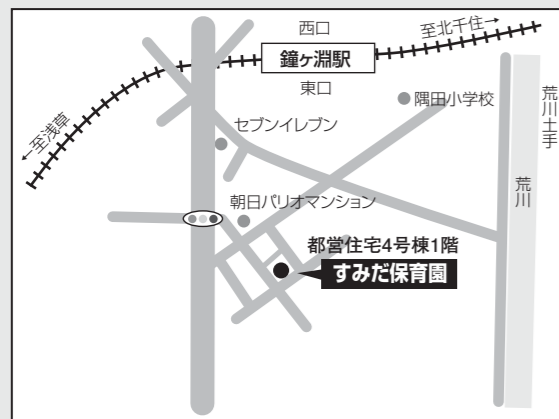 西口
至北千住→
鐘ヶ淵駅
東口
隅田小学校
荒川土手
←至浅草
セブンイレブン
荒川
朝日パリオマンション
都営住宅4号棟1階
すみだ保育園